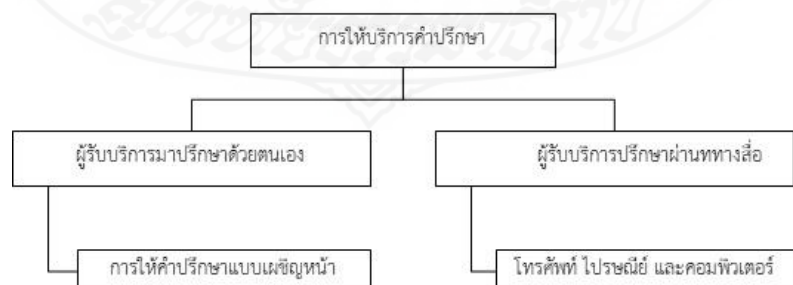 การให้บริการคำปรึกษา
ผู้รับบริการมาปรึกษาด้วยตนเอง
ผู้รับบริการปรึกษาผ่านททางสื่อ
การให้คำปรึกษาแบบเผชิญหน้า
โทรศัพท์ ไปรษณีย์ และคอมพิวเตอร์